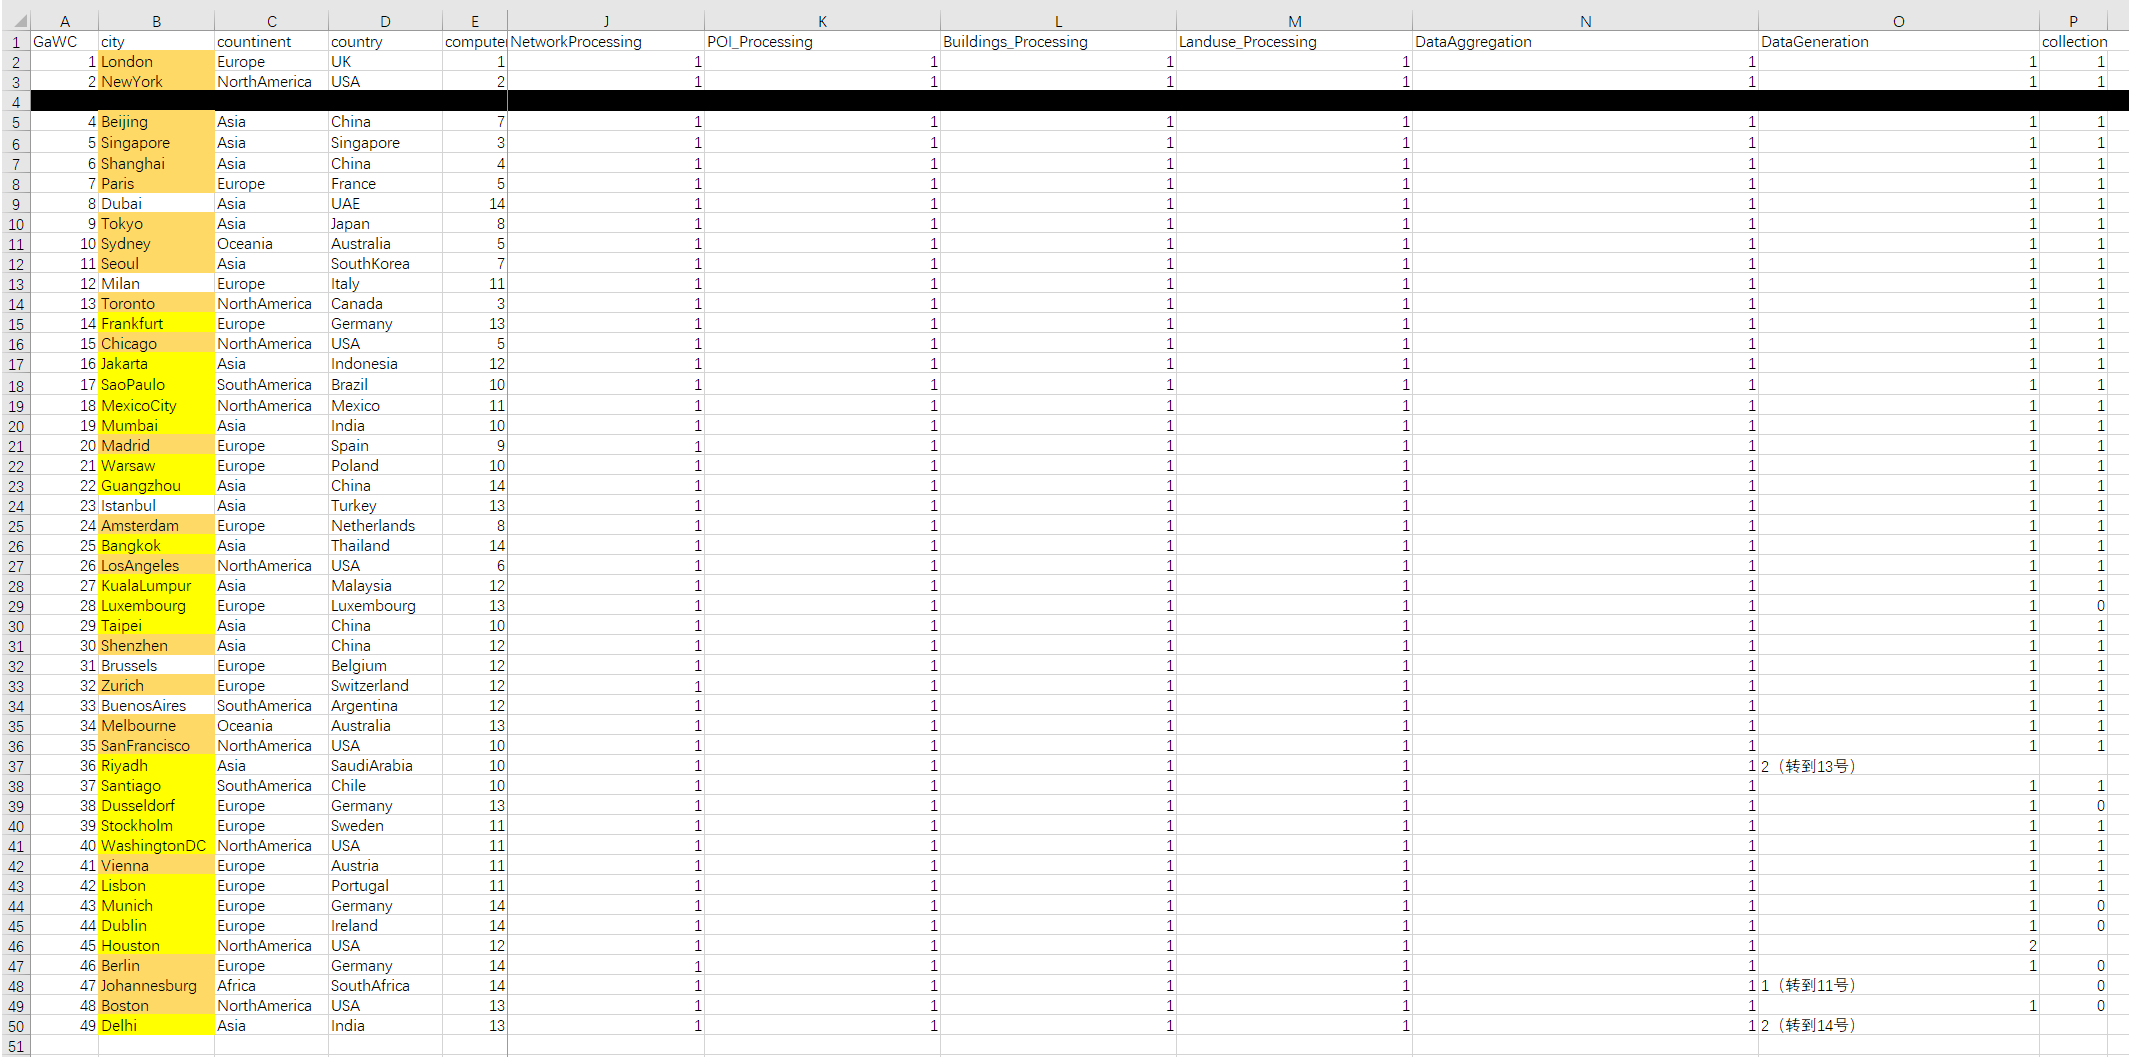 A B C D E J K L M N O P
1 GaWC city countinent country computer NetworkProcessing POI_Processing Buildings_Processing Landuse_Processing DataAggregation DataGeneration collection
2 1 London Europe UK 1 1 1 1 1 1 1 1
3 2 NewYork NorthAmerica USA 2 1 1 1 1 1 1 1
4
5 4 Beijing Asia China 7 1 1 1 1 1 1 1
6 5 Singapore Asia Singapore 3 1 1 1 1 1 1 1
7 6 Shanghai Asia China 4 1 1 1 1 1 1 1
8 7 Paris Europe France 5 1 1 1 1 1 1 1
9 8 Dubai Asia UAE 14 1 1 1 1 1 1 1
10 9 Tokyo Asia Japan 8 1 1 1 1 1 1 1
11 10 Sydney Oceania Australia 5 1 1 1 1 1 1 1
12 11 Seoul Asia SouthKorea 7 1 1 1 1 1 1 1
13 12 Milan Europe Italy 11 1 1 1 1 1 1 1
14 13 Toronto NorthAmerica Canada 3 1 1 1 1 1 1 1
15 14 Frankfurt Europe Germany 13 1 1 1 1 1 1 1
16 15 Chicago NorthAmerica USA 5 1 1 1 1 1 1 1
17 16 Jakarta Asia Indonesia 12 1 1 1 1 1 1 1
18 17 SaoPaulo SouthAmerica Brazil 10 1 1 1 1 1 1 1
19 18 MexicoCity NorthAmerica Mexico 11 1 1 1 1 1 1 1
20 19 Mumbai Asia India 10 1 1 1 1 1 1 1
21 20 Madrid Europe Spain 9 1 1 1 1 1 1 1
22 21 Warsaw Europe Poland 10 1 1 1 1 1 1 1
23 22 Guangzhou Asia China 14 1 1 1 1 1 1 1
24 23 Istanbul Asia Turkey 13 1 1 1 1 1 1 1
25 24 Amsterdam Europe Netherlands 8 1 1 1 1 1 1 1
26 25 Bangkok Asia Thailand 14 1 1 1 1 1 1 1
27 26 LosAngeles NorthAmerica USA 6 1 1 1 1 1 1 1
28 27 KualaLumpur Asia Malaysia 12 1 1 1 1 1 1 1
29 28 Luxembourg Europe Luxembourg 13 1 1 1 1 1 1 0
30 29 Taipei Asia China 10 1 1 1 1 1 1 1
31 30 Shenzhen Asia China 12 1 1 1 1 1 1 1
32 31 Brussels Europe Belgium 12 1 1 1 1 1 1 1
33 32 Zurich Europe Switzerland 12 1 1 1 1 1 1 1
34 33 BuenosAires SouthAmerica Argentina 12 1 1 1 1 1 1 1
35 34 Melbourne Oceania Australia 13 1 1 1 1 1 1 1
36 35 SanFrancisco NorthAmerica USA 10 1 1 1 1 1 1 1
37 36 Riyadh Asia SaudiArabia 10 1 1 1 1 1 2（转到13号）
38 37 Santiago SouthAmerica Chile 10 1 1 1 1 1 1 1
39 38 Dusseldorf Europe Germany 13 1 1 1 1 1 1 0
40 39 Stockholm Europe Sweden 11 1 1 1 1 1 1 1
41 40 WashingtonDC NorthAmerica USA 11 1 1 1 1 1 1 1
42 41 Vienna Europe Austria 11 1 1 1 1 1 1 1
43 42 Lisbon Europe Portugal 11 1 1 1 1 1 1 1
44 43 Munich Europe Germany 14 1 1 1 1 1 1 0
45 44 Dublin Europe Ireland 14 1 1 1 1 1 1 0
46 45 Houston NorthAmerica USA 12 1 1 1 1 1 2
47 46 Berlin Europe Germany 14 1 1 1 1 1 1 0
48 47 Johannesburg Africa SouthAfrica 14 1 1 1 1 1 1（转到11号） 0
49 48 Boston NorthAmerica USA 13 1 1 1 1 1 1 0
50 49 Delhi Asia India 13 1 1 1 1 1 2（转到14号）
51